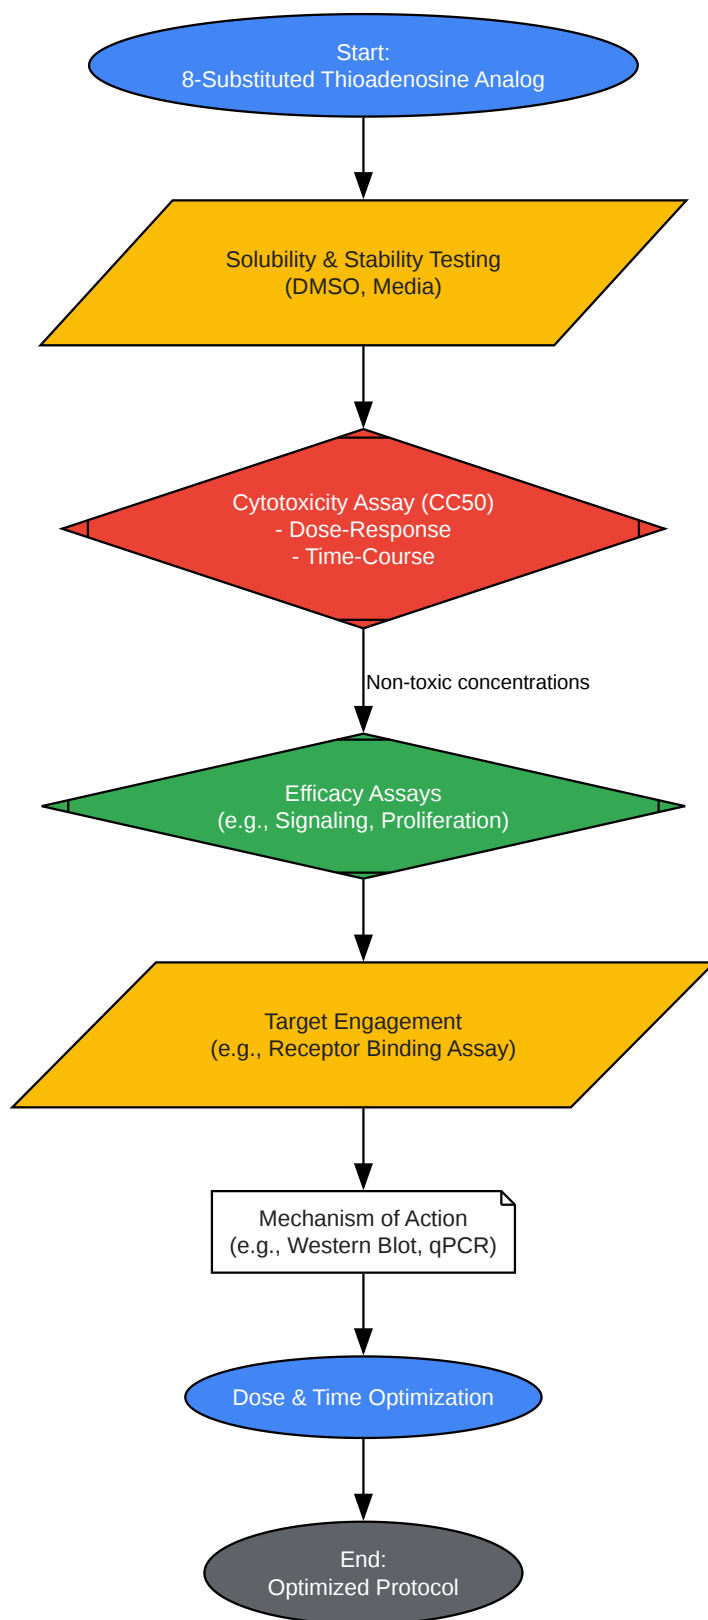 Start:
8-Substituted Thioadenosine Analog
Solubility & Stability Testing
(DMSO, Media)
Cytotoxicity Assay (CC50)
- Dose-Response
- Time-Course
Non-toxic concentrations
Efficacy Assays
(e.g., Signaling, Proliferation)
Target Engagement
(e.g., Receptor Binding Assay)
Mechanism of Action
(e.g., Western Blot, qPCR)
Dose & Time Optimization
End:
Optimized Protocol